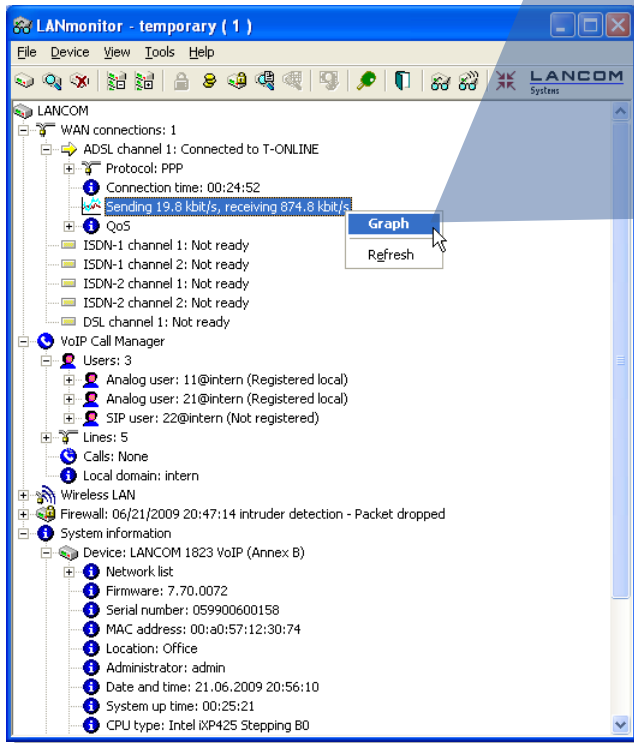 LANmonitor - temporary ( 1 )
File Device View Tools Help
LANCOM
Systems
LANCOM
WAN connections: 1
ADSL channel 1: Connected to T-ONLINE
Protocol: PPP
Connection time: 00:24:52
Sending 19.8 kbit/s, receiving 874.8 kbit/s
Graph
QoS
Refresh
ISDN-1 channel 1: Not ready
ISDN-1 channel 2: Not ready
ISDN-2 channel 1: Not ready
ISDN-2 channel 2: Not ready
DSL channel 1: Not ready
VoIP Call Manager
Users: 3
Analog user: 11@intern (Registered local)
Analog user: 21@intern (Registered local)
SIP user: 22@intern (Not registered)
Lines: 5
Calls: None
Local domain: intern
Wireless LAN
Firewall: 06/21/2009 20:47:14 intruder detection - Packet dropped
System information
Device: LANCOM 1823 VoIP (Annex B)
Network list
Firmware: 7.70.0072
Serial number: 059900600158
MAC address: 00:a0:57:12:30:74
Location: Office
Administrator: admin
Date and time: 21.06.2009 20:56:10
System up time: 00:25:21
CPU type: Intel iXP425 Stepping B0